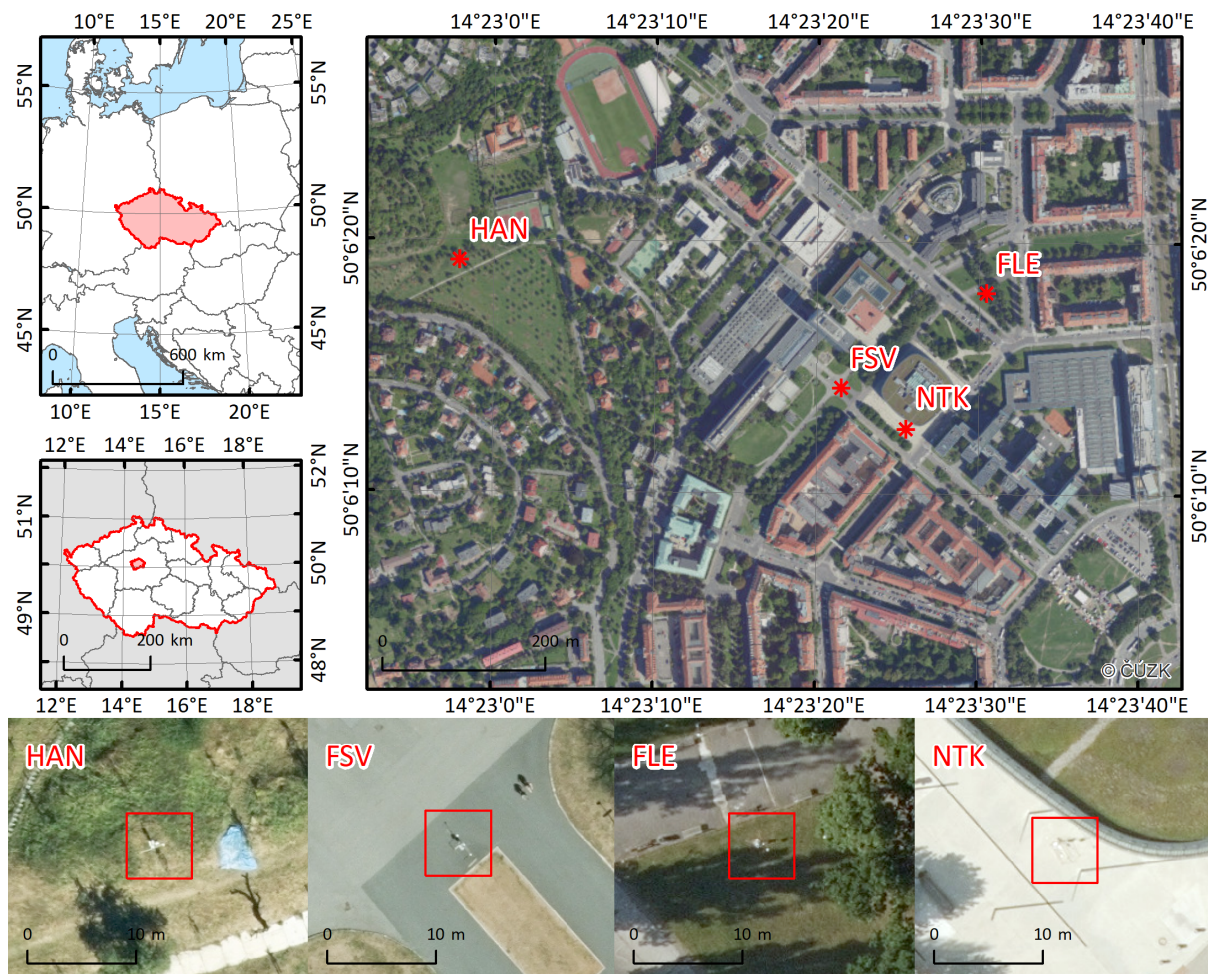 10°E 15°E 20°E 25°E
55°N 55°N
50°N 50°N
45°N 45°N
0 600 km
10°E 15°E 20°E
12°E 14°E 16°E 18°E
52°N
51°N
50°N
49°N
48°N
0 200 km
12°E 14°E 16°E 18°E
14°23'0"E 14°23'10"E 14°23'20"E 14°23'30"E 14°23'40"E
50°6'20"N 50°6'20"N
HAN
FLE
FSV
NTK
50°6'10"N 50°6'10"N
0 200 m
© ČÚZK
14°23'0"E 14°23'10"E 14°23'20"E 14°23'30"E 14°23'40"E
HAN
0 10 m
FSV
0 10 m
FLE
0 10 m
NTK
0 10 m